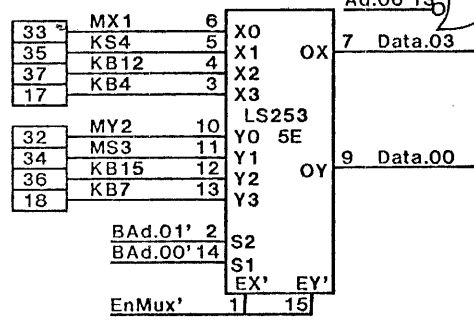 Ad.06' 13
33 MX1 6 X0
35 KS4 5 X1 OX 7 Data.03
37 KB12 4 X2
17 KB4 3 X3
LS253
32 MY2 10 Y0 5E
34 MS3 11 Y1
36 KB15 12 Y2 OY 9 Data.00
18 KB7 13 Y3
BAd.01' 2 S2
BAd.00' 14 S1
EX' EY'
EnMux' 1 15